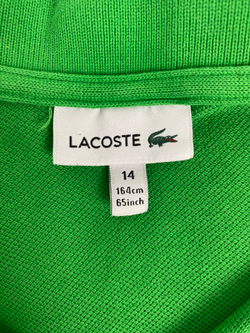 LACOSTE
14
164cm
65inch